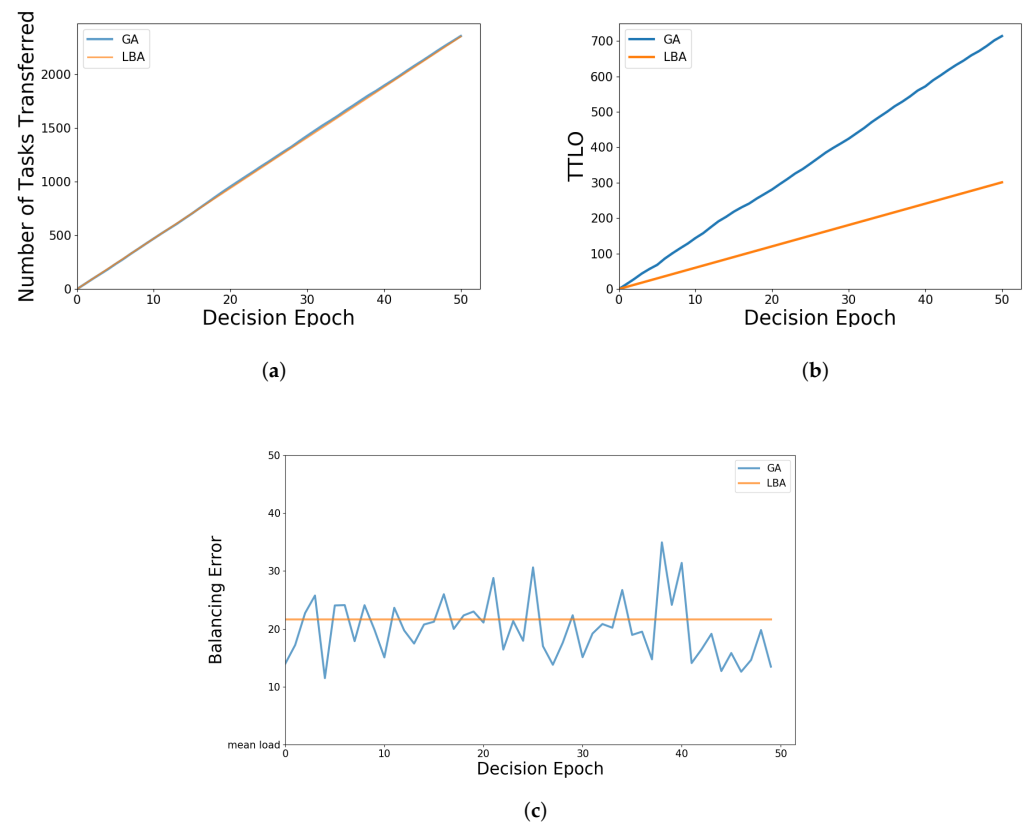 Number of Tasks Transferred
2000
1500
1000
500
0
GA
LBA
0 10 20 30 40 50
Decision Epoch
(a)
TTLO
700
600
500
400
300
200
100
0
GA
LBA
0 10 20 30 40 50
Decision Epoch
(b)
Balancing Error
50
40
30
20
10
mean load
GA
LBA
0 10 20 30 40 50
Decision Epoch
(c)